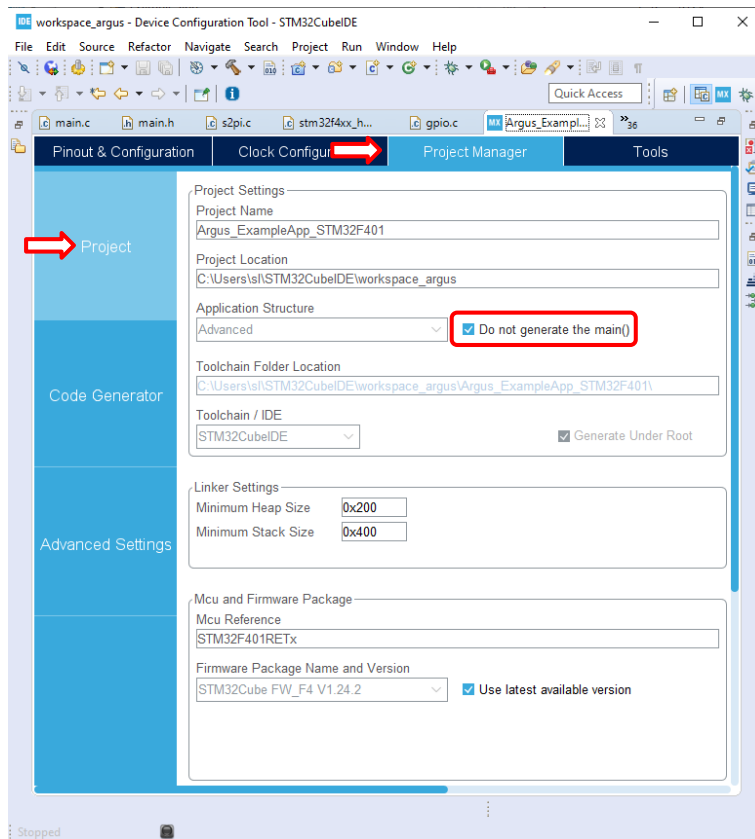 IDE workspace_argus - Device Configuration Tool - STM32CubeIDE
File Edit Source Refactor Navigate Search Project Run Window Help
Quick Access
main.c main.h s2pi.c stm32f4xx_h... gpio.c MX Argus_Exampl... »36
Pinout & Configuration Clock Configur Project Manager Tools
Project
Code Generator
Advanced Settings
Project Settings
Project Name
Argus_ExampleApp_STM32F401
Project Location
C:\Users\sl\STM32CubeIDE\workspace_argus
Application Structure
Advanced Do not generate the main()
Toolchain Folder Location
C:\Users\sl\STM32CubeIDE\workspace_argus\Argus_ExampleApp_STM32F401\
Toolchain / IDE
STM32CubeIDE Generate Under Root
Linker Settings
Minimum Heap Size 0x200
Minimum Stack Size 0x400
Mcu and Firmware Package
Mcu Reference
STM32F401RETx
Firmware Package Name and Version
STM32Cube FW_F4 V1.24.2 Use latest available version
Stopped